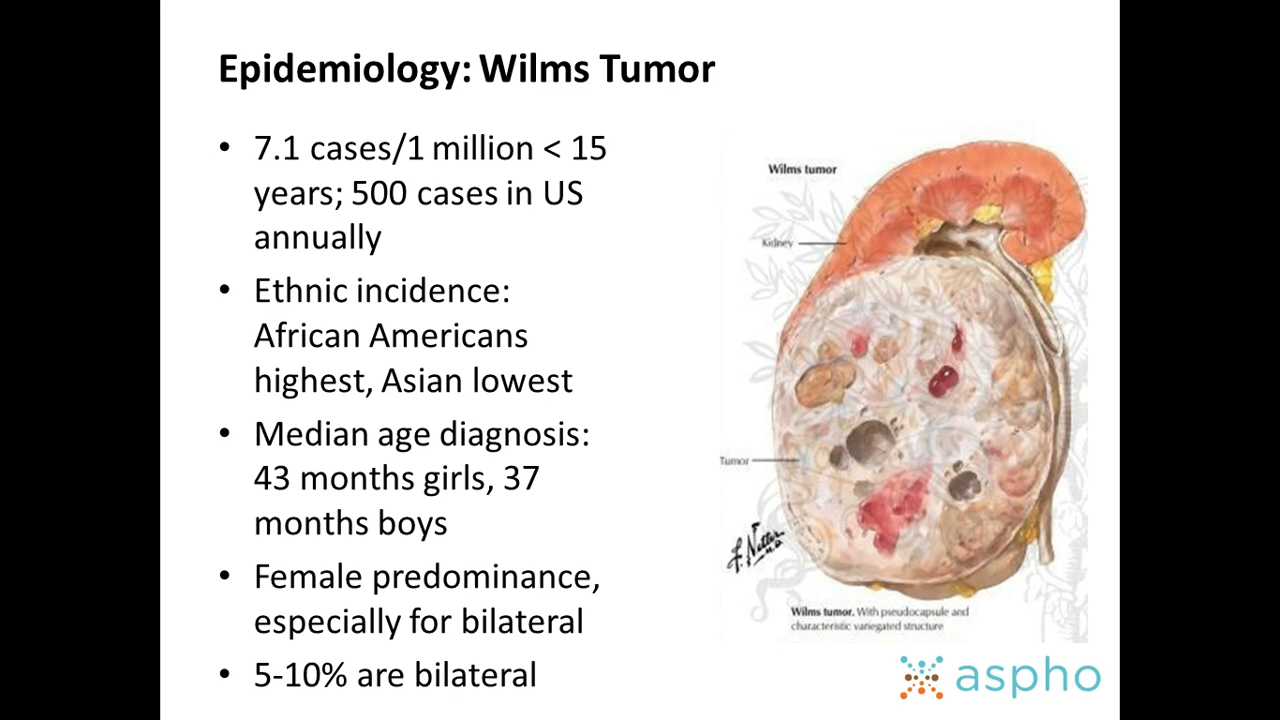 Epidemiology: Wilms Tumor
• 7.1 cases/1 million < 15
years; 500 cases in US
annually
• Ethnic incidence:
African Americans
highest, Asian lowest
• Median age diagnosis:
43 months girls, 37
months boys
• Female predominance,
especially for bilateral
• 5-10% are bilateral
Wilms tumor
Kidney
Tumor
F. Netter
M.D.
Wilms tumor. With pseudocapsule and
characteristic variegated structure
aspho